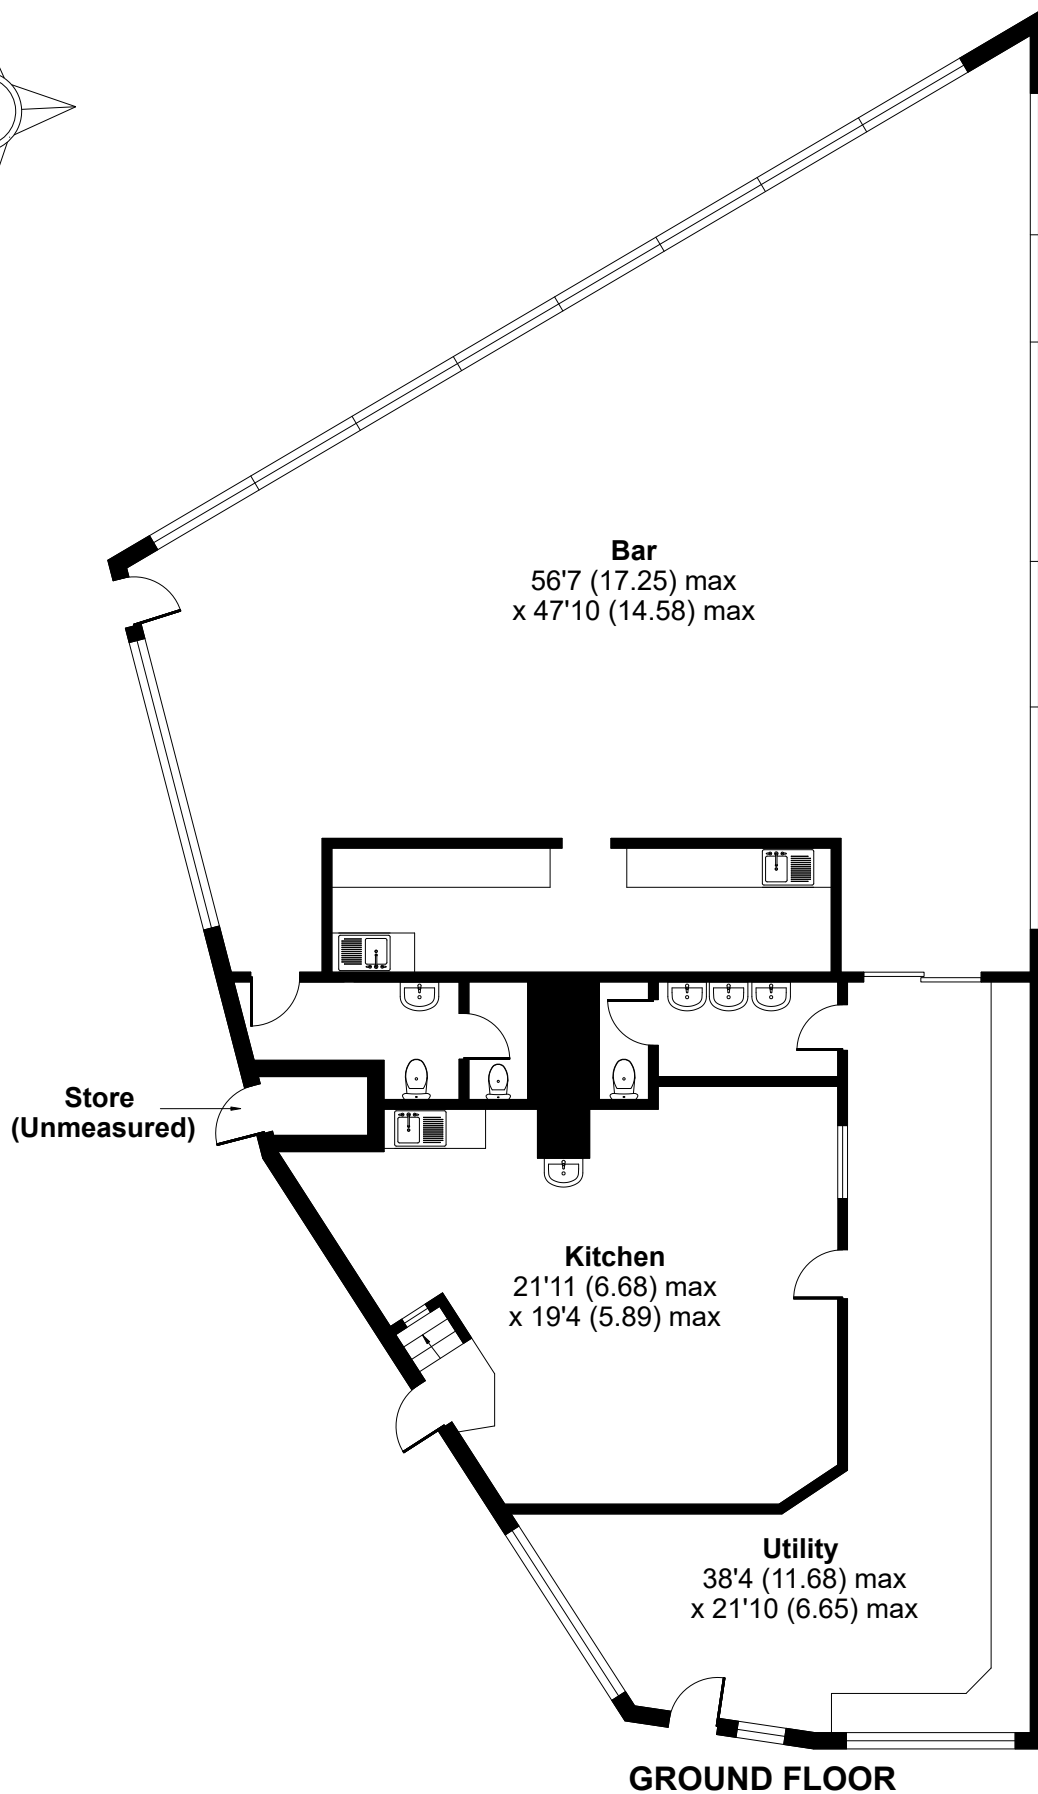 Bar
56'7 (17.25) max
x 47'10 (14.58) max
Store
(Unmeasured)
Kitchen
21'11 (6.68) max
x 19'4 (5.89) max
Utility
38'4 (11.68) max
x 21'10 (6.65) max
GROUND FLOOR